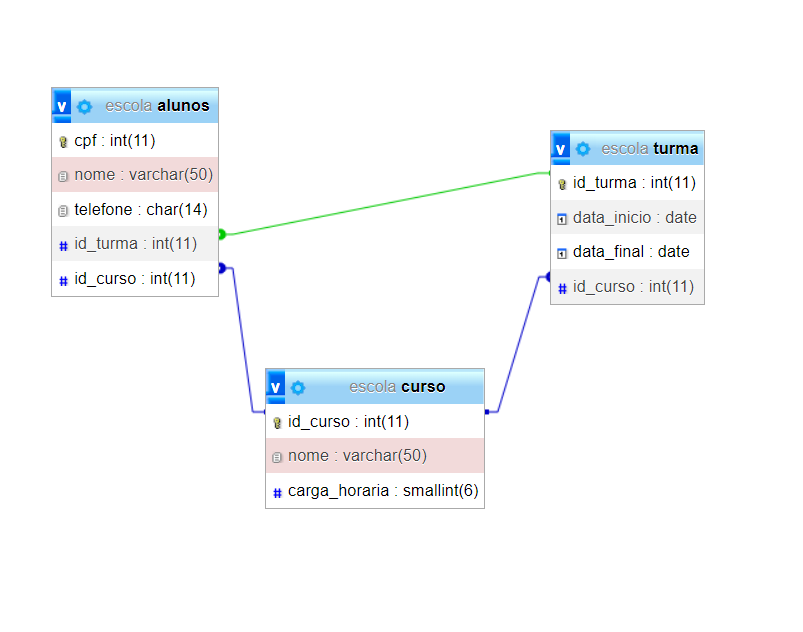 v escola alunos
cpf : int(11)
nome : varchar(50)
telefone : char(14)
# id_turma : int(11)
# id_curso : int(11)
v escola turma
id_turma : int(11)
data_inicio : date
data_final : date
# id_curso : int(11)
v escola curso
id_curso : int(11)
nome : varchar(50)
# carga_horaria : smallint(6)